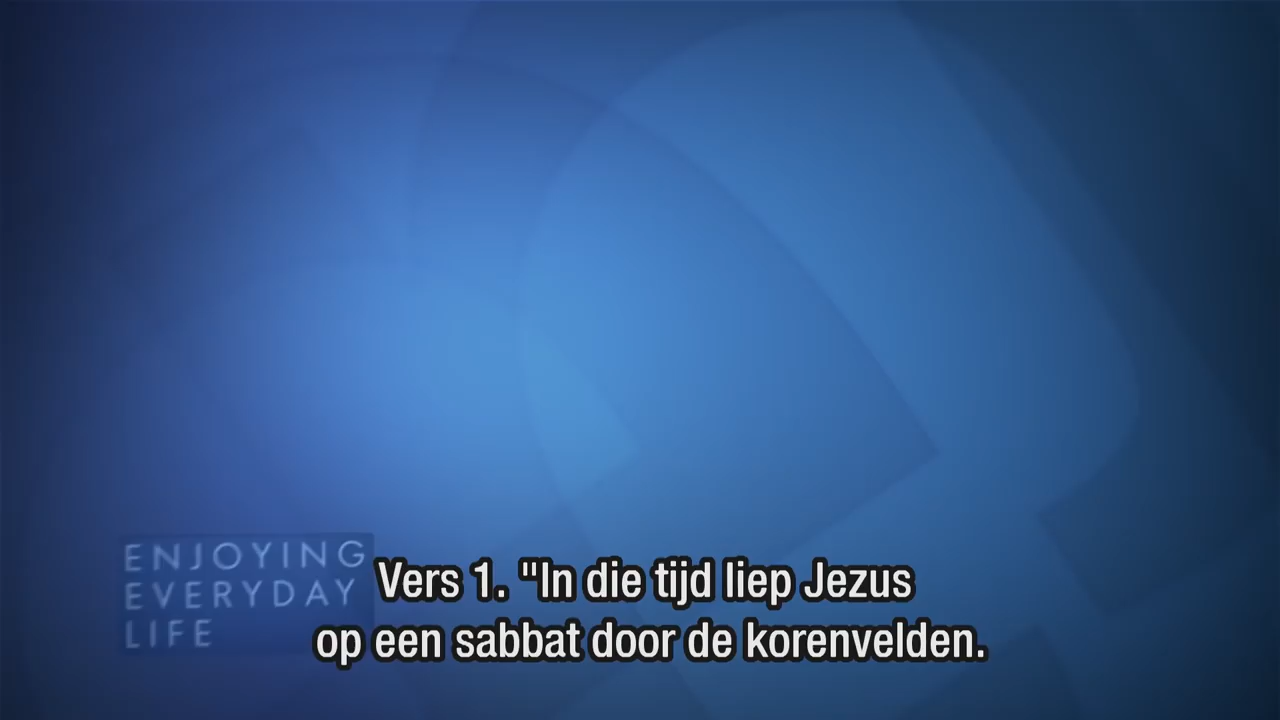 ENJOYING
EVERYDAY
LIFE
Vers 1. "In die tijd liep Jezus
op een sabbat door de korenvelden.